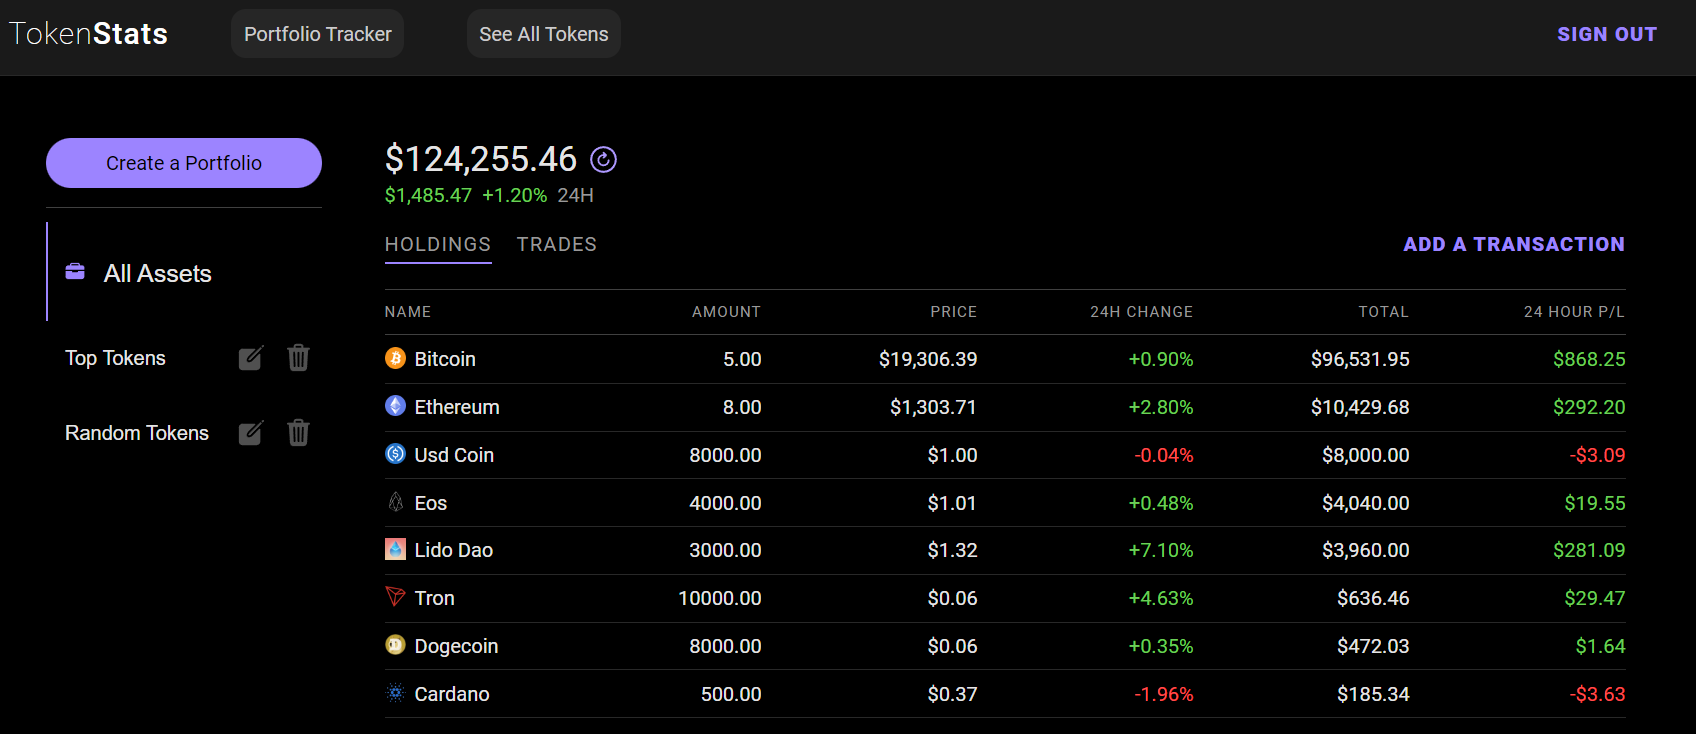 TokenStats Portfolio Tracker See All Tokens SIGN OUT
Create a Portfolio
All Assets
Top Tokens
Random Tokens
$124,255.46
$1,485.47 +1.20% 24H
HOLDINGS TRADES ADD A TRANSACTION
NAME AMOUNT PRICE 24H CHANGE TOTAL 24 HOUR P/L
Bitcoin 5.00 $19,306.39 +0.90% $96,531.95 $868.25
Ethereum 8.00 $1,303.71 +2.80% $10,429.68 $292.20
Usd Coin 8000.00 $1.00 -0.04% $8,000.00 -$3.09
Eos 4000.00 $1.01 +0.48% $4,040.00 $19.55
Lido Dao 3000.00 $1.32 +7.10% $3,960.00 $281.09
Tron 10000.00 $0.06 +4.63% $636.46 $29.47
Dogecoin 8000.00 $0.06 +0.35% $472.03 $1.64
Cardano 500.00 $0.37 -1.96% $185.34 -$3.63